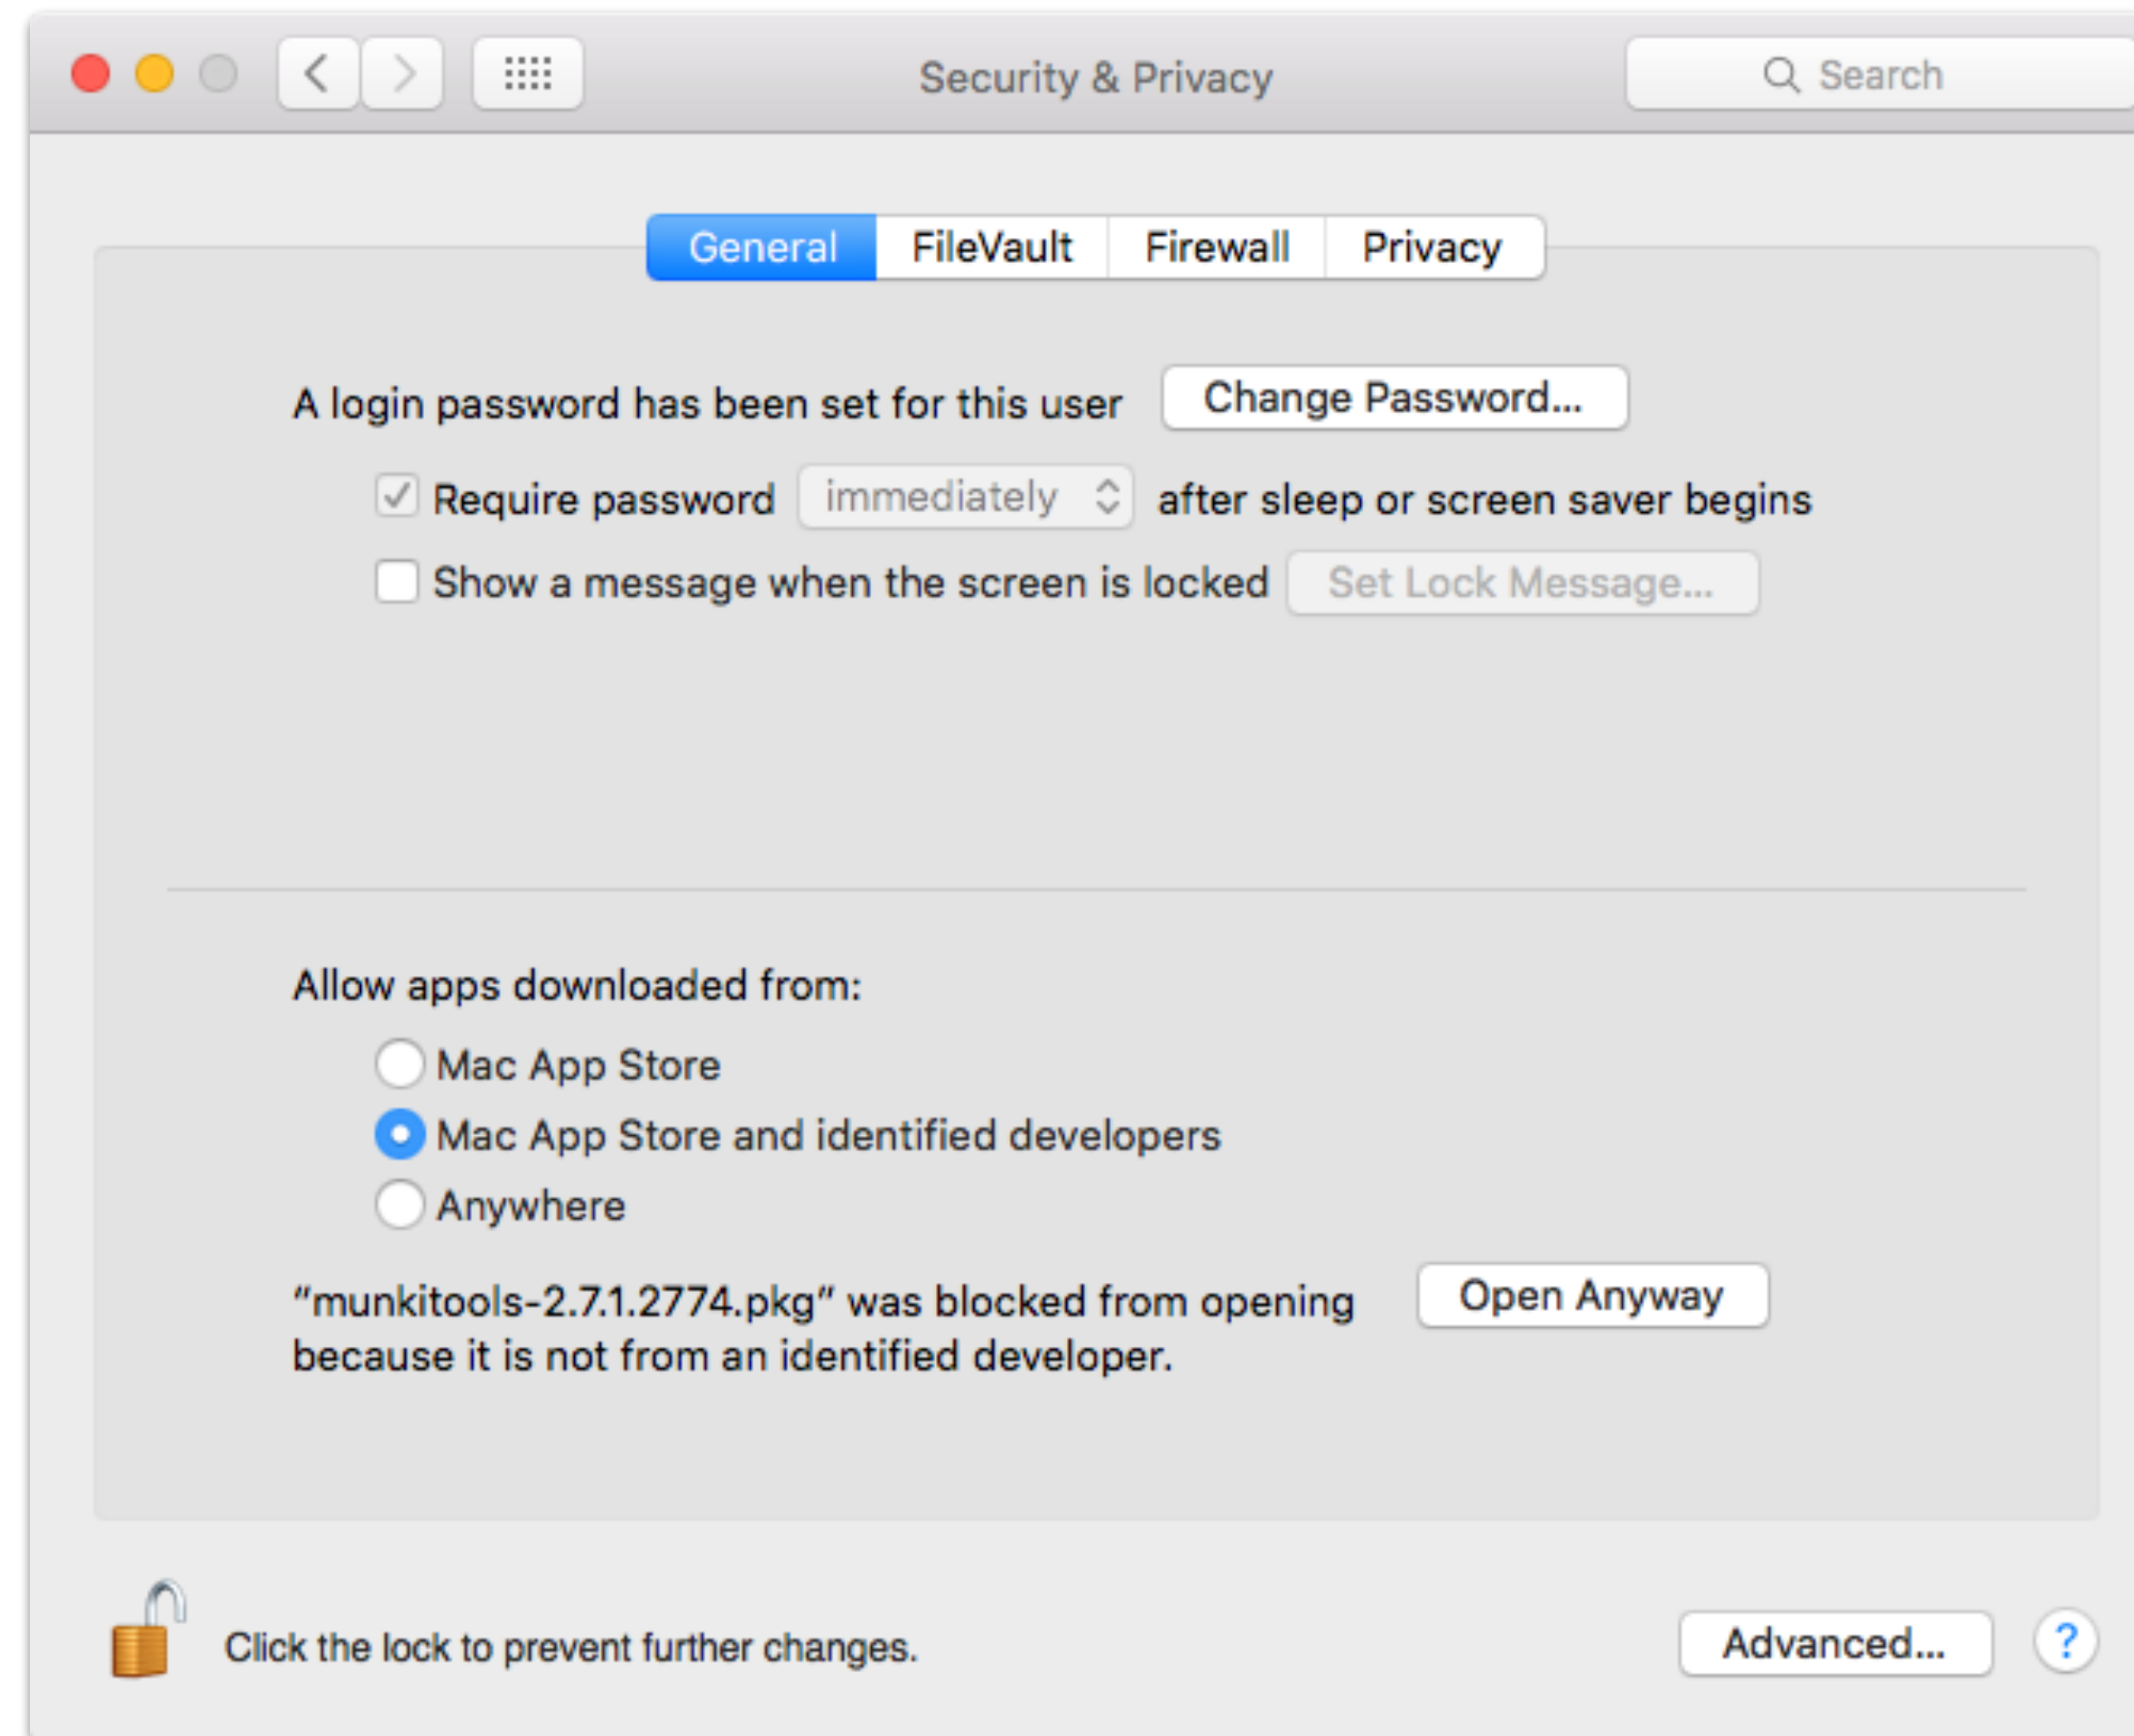 Security & Privacy
Search
General FileVault Firewall Privacy
A login password has been set for this user Change Password...
Require password immediately after sleep or screen saver begins
Show a message when the screen is locked Set Lock Message...
Allow apps downloaded from:
Mac App Store
Mac App Store and identified developers
Anywhere
“munkitools-2.7.1.2774.pkg” was blocked from opening Open Anyway
because it is not from an identified developer.
Click the lock to prevent further changes.
Advanced... ?